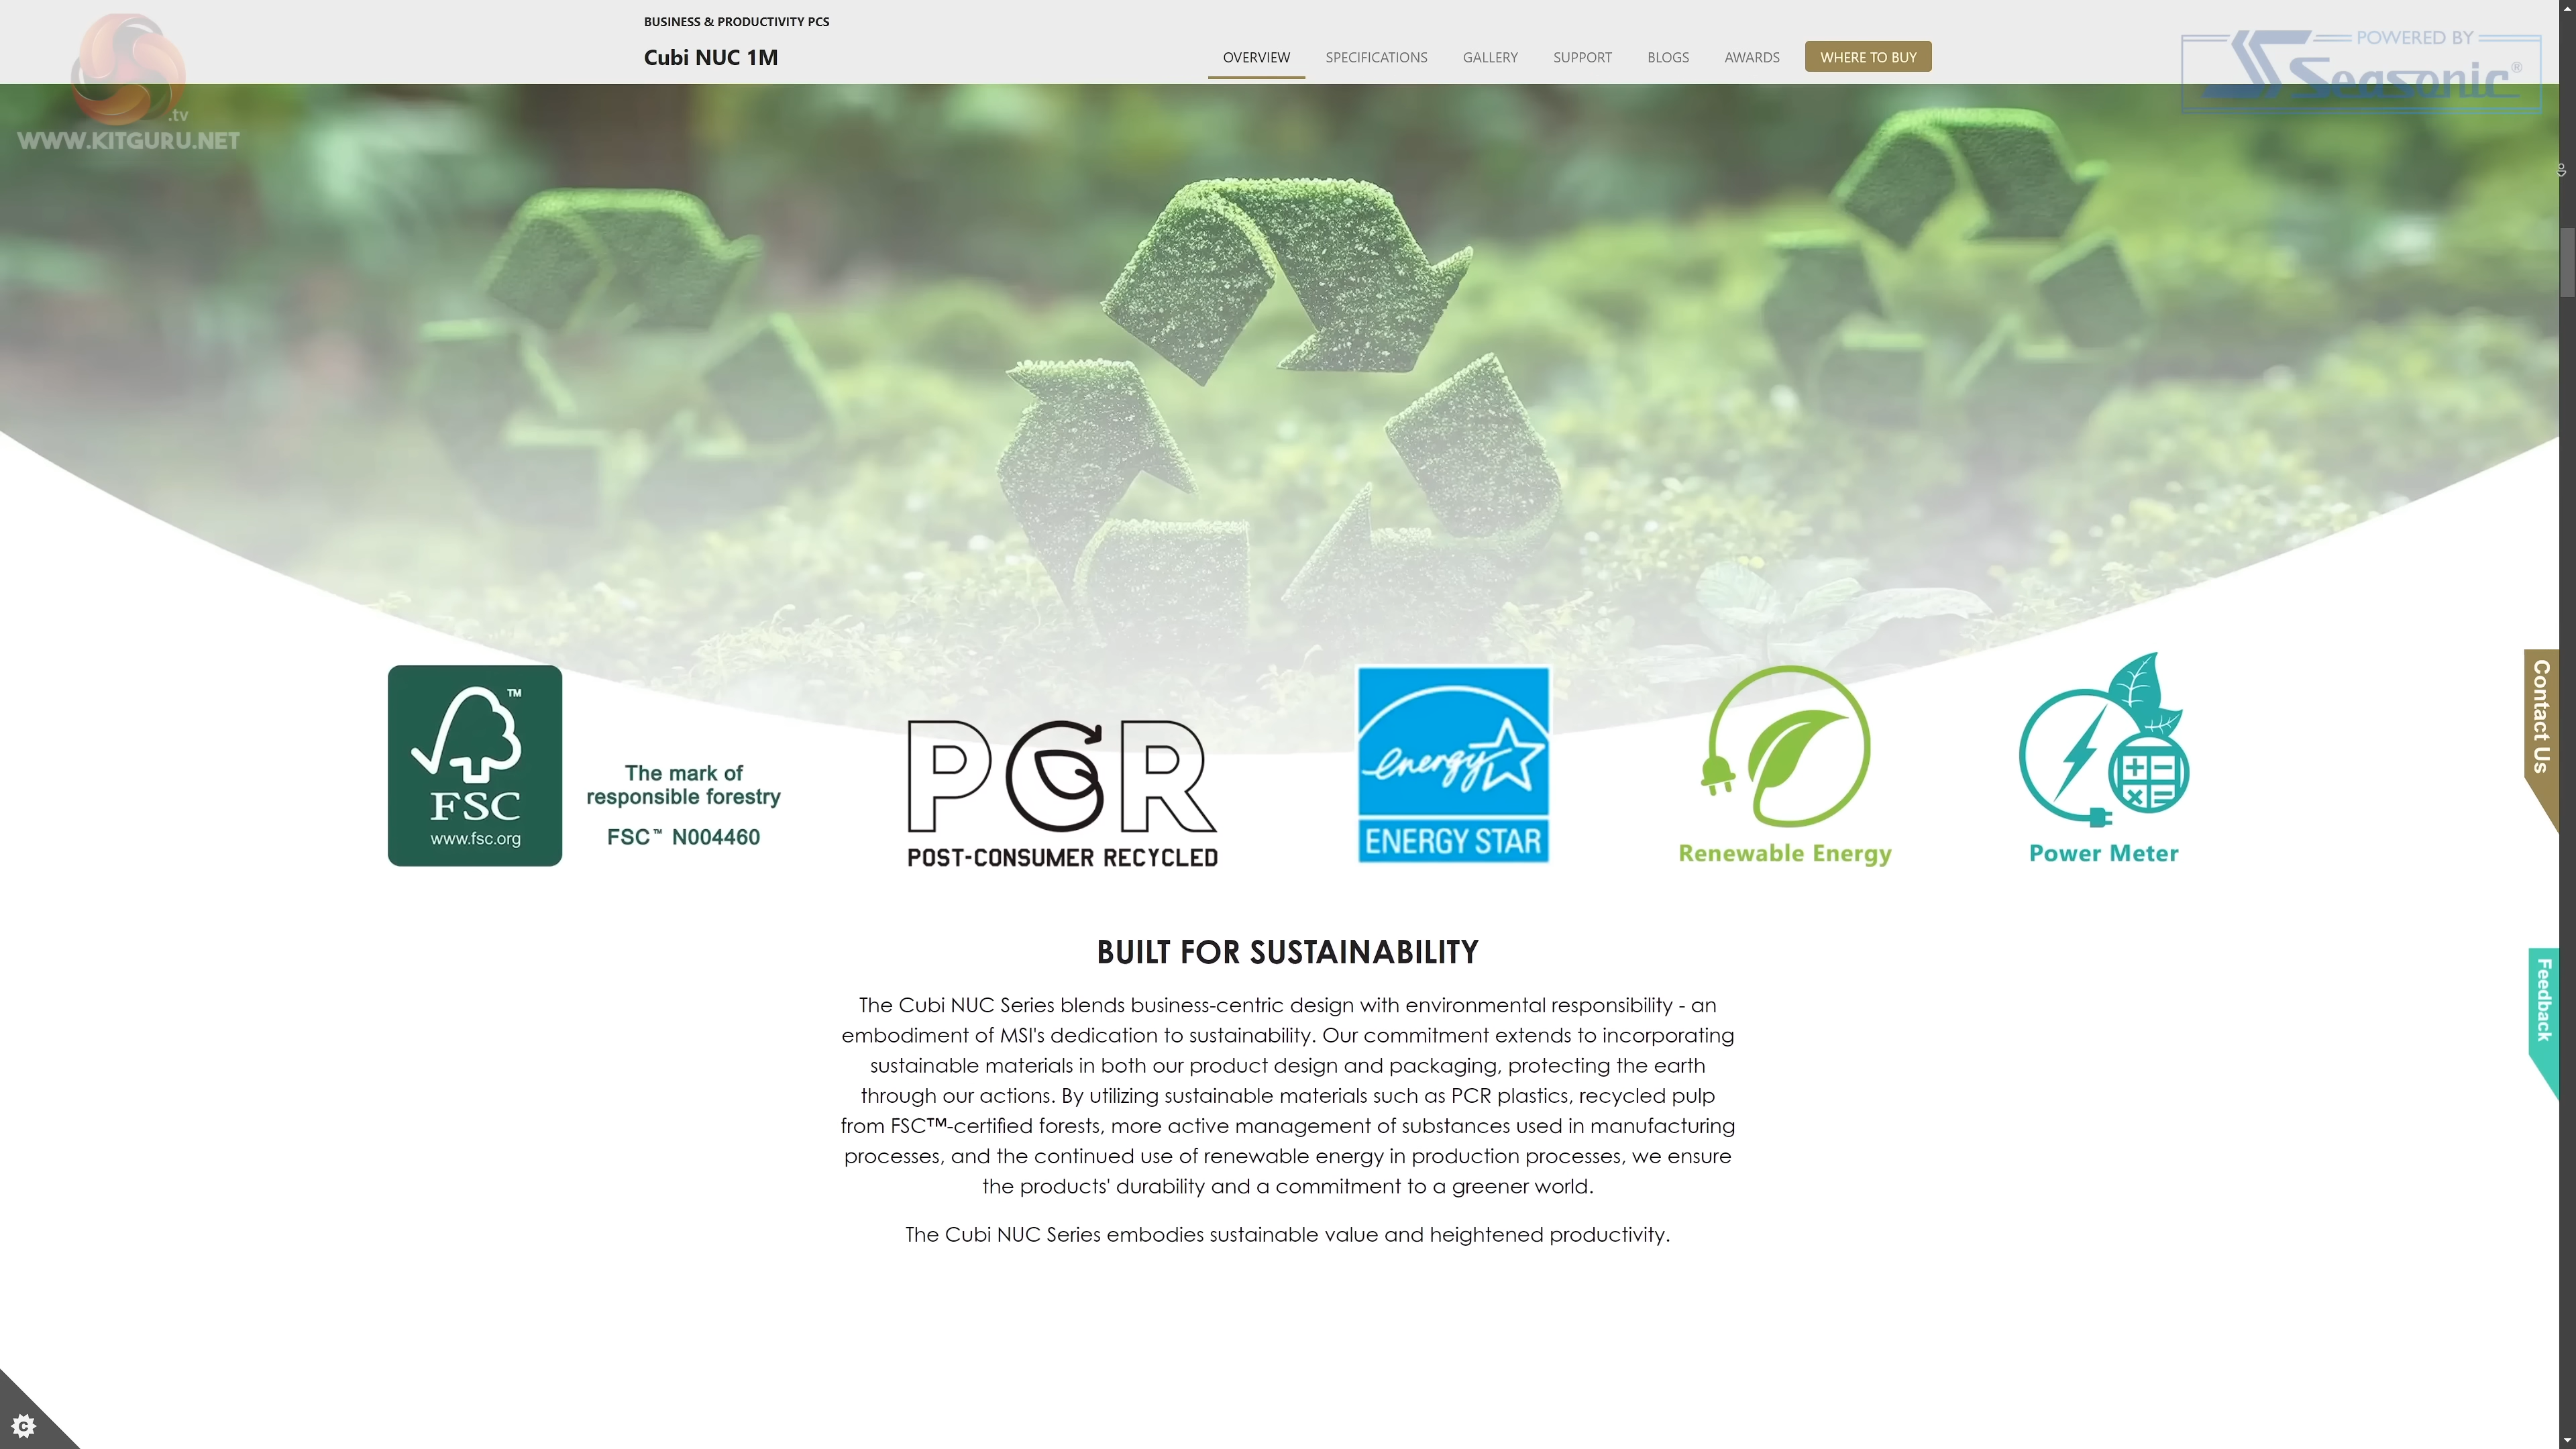 BUSINESS & PRODUCTIVITY PCS
Cubi NUC 1M
OVERVIEW SPECIFICATIONS GALLERY SUPPORT BLOGS AWARDS WHERE TO BUY
POWERED BY
Seasonic®
.tv
WWW.KITGURU.NET
™
FSC
www.fsc.org
The mark of
responsible forestry
FSC™ N004460
PCR
POST-CONSUMER RECYCLED
energy
ENERGY STAR
Renewable Energy
Power Meter
Contact Us
Feedback
BUILT FOR SUSTAINABILITY
The Cubi NUC Series blends business-centric design with environmental responsibility - an
embodiment of MSI's dedication to sustainability. Our commitment extends to incorporating
sustainable materials in both our product design and packaging, protecting the earth
through our actions. By utilizing sustainable materials such as PCR plastics, recycled pulp
from FSC™-certified forests, more active management of substances used in manufacturing
processes, and the continued use of renewable energy in production processes, we ensure
the products' durability and a commitment to a greener world.
The Cubi NUC Series embodies sustainable value and heightened productivity.
C